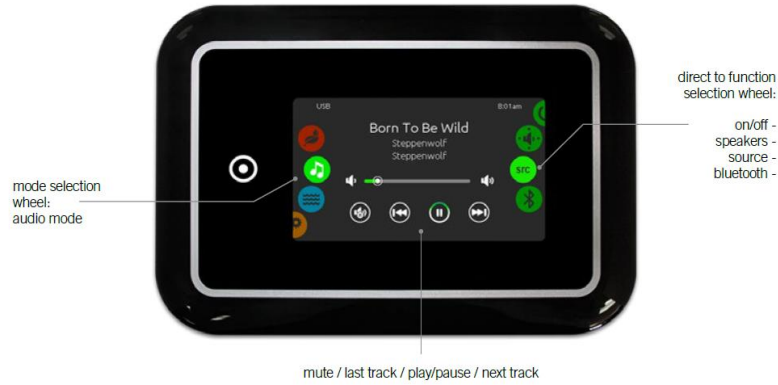 direct to function
selection wheel:
on/off -
speakers -
source -
bluetooth -
USB
8:01am
Born To Be Wild
Steppenwolf
Steppenwolf
src
mode selection
wheel:
audio mode
mute / last track / play/pause / next track